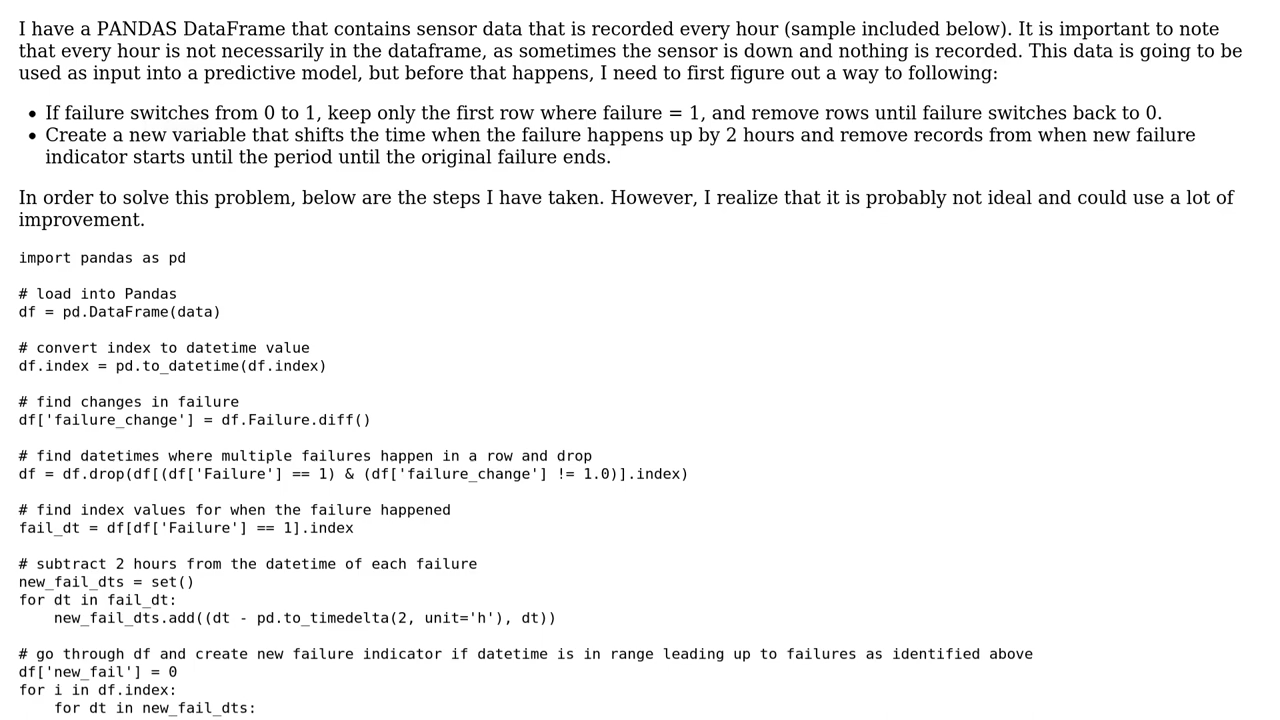 I have a PANDAS DataFrame that contains sensor data that is recorded every hour (sample included below). It is important to note
that every hour is not necessarily in the dataframe, as sometimes the sensor is down and nothing is recorded. This data is going to be
used as input into a predictive model, but before that happens, I need to first figure out a way to following:
• If failure switches from 0 to 1, keep only the first row where failure = 1, and remove rows until failure switches back to 0.
• Create a new variable that shifts the time when the failure happens up by 2 hours and remove records from when new failure
indicator starts until the period until the original failure ends.
In order to solve this problem, below are the steps I have taken. However, I realize that it is probably not ideal and could use a lot of
improvement.
import pandas as pd
# load into Pandas
df = pd.DataFrame(data)
# convert index to datetime value
df.index = pd.to_datetime(df.index)
# find changes in failure
df['failure_change'] = df.Failure.diff()
# find datetimes where multiple failures happen in a row and drop
df = df.drop(df[(df['Failure'] == 1) & (df['failure_change'] != 1.0)].index)
# find index values for when the failure happened
fail_dt = df[df['Failure'] == 1].index
# subtract 2 hours from the datetime of each failure
new_fail_dts = set()
for dt in fail_dt:
    new_fail_dts.add((dt - pd.to_timedelta(2, unit='h'), dt))
# go through df and create new failure indicator if datetime is in range leading up to failures as identified above
df['new_fail'] = 0
for i in df.index:
    for dt in new_fail_dts: